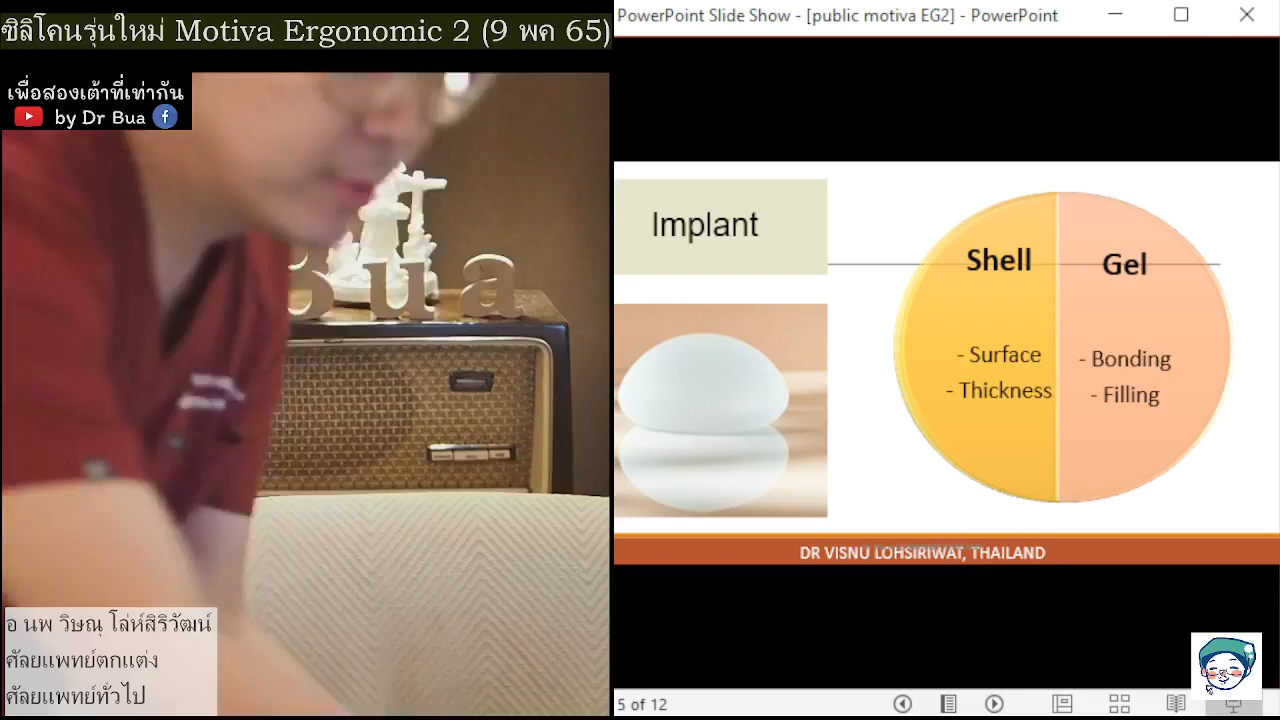 ซิลิโคนรุ่นใหม่ Motiva Ergonomic 2 (9 พค 65)
เพื่อสองเต้าที่เท่ากัน
by Dr Bua
bua
อ นพ วิษณุ โล่ห์สิริวัฒน์
ศัลยแพทย์ตกแต่ง
ศัลยแพทย์ทั่วไป
PowerPoint Slide Show - [public motiva EG2] - PowerPoint
Implant
Shell
Gel
- Surface
- Thickness
- Bonding
- Filling
DR VISNU LOHSIRIWAT, THAILAND
5 of 12